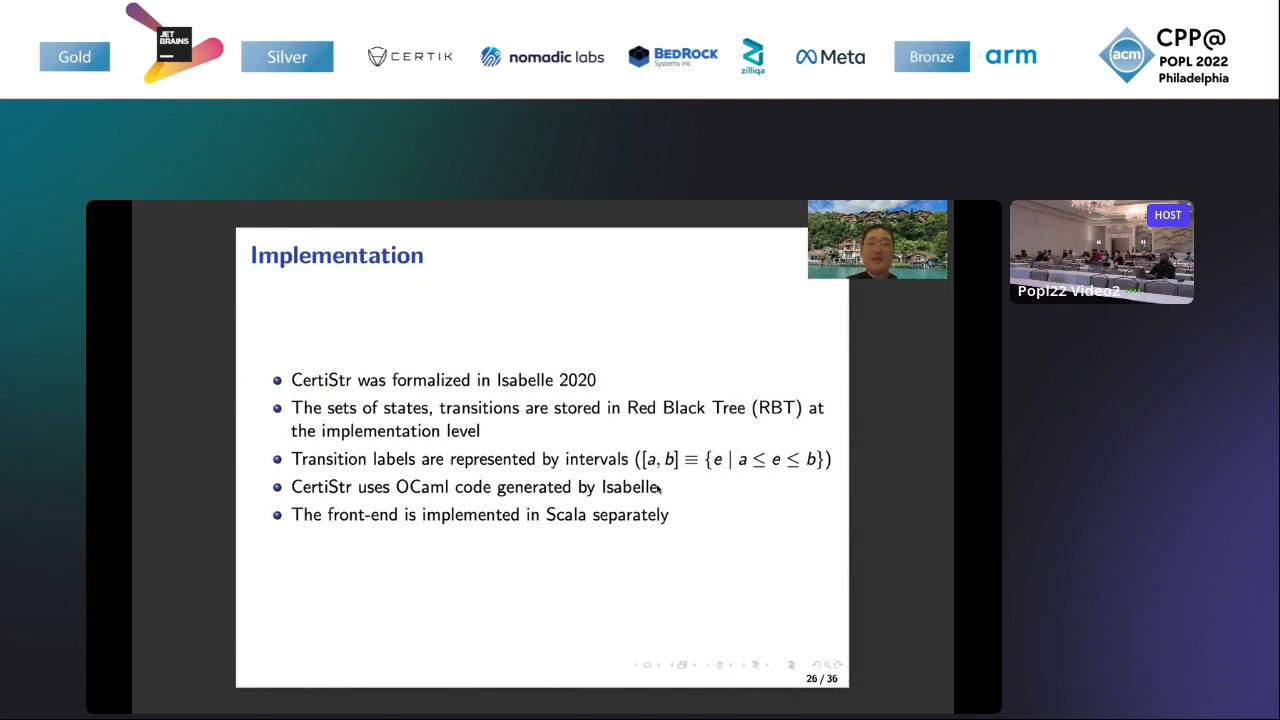 Gold
JET
BRAINS
Silver
CERTIK
nomadic labs
BEDROCK
Systems Inc
zilliqa
Meta
Bronze
arm
acm
CPP@
POPL 2022
Philadelphia
HOST
Popl22 Video2
Implementation
CertiStr was formalized in Isabelle 2020
The sets of states, transitions are stored in Red Black Tree (RBT) at
the implementation level
Transition labels are represented by intervals ([a, b] ≡ {e | a ≤ e ≤ b})
CertiStr uses OCaml code generated by Isabelle
The front-end is implemented in Scala separately
26 / 36